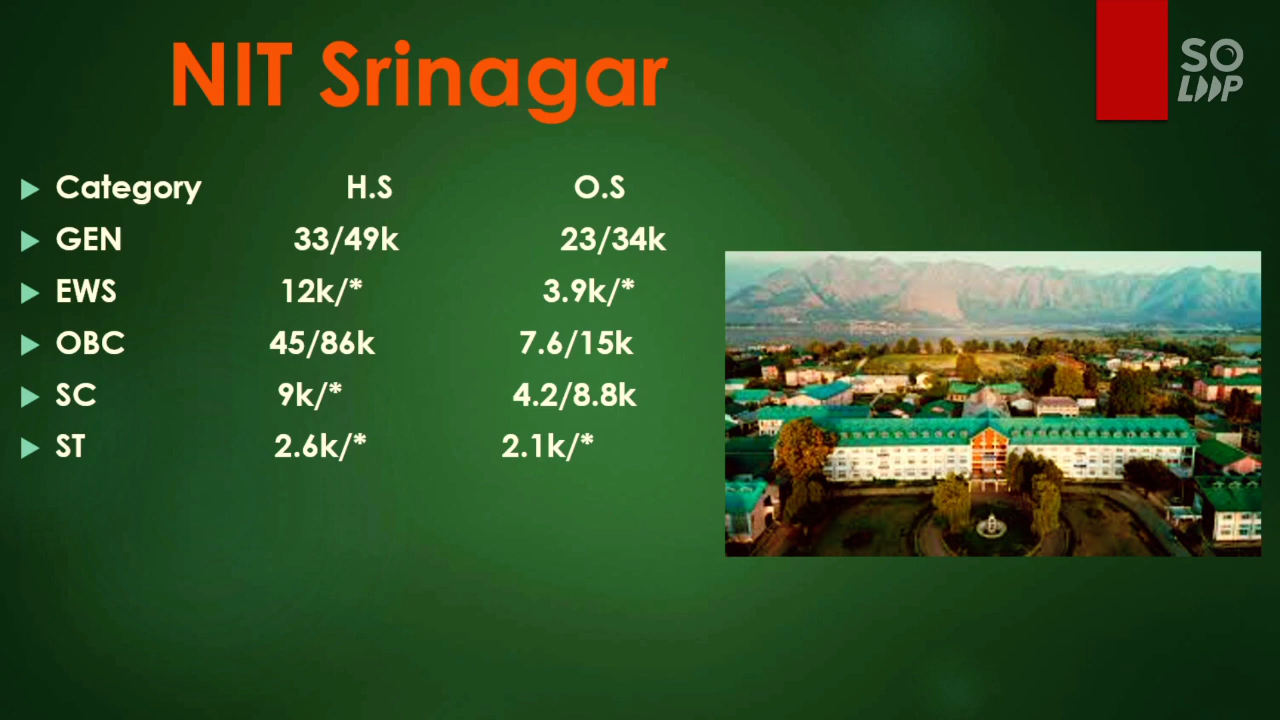 NIT Srinagar
SO
LOOP
Category H.S O.S
GEN 33/49k 23/34k
EWS 12k/* 3.9k/*
OBC 45/86k 7.6/15k
SC 9k/* 4.2/8.8k
ST 2.6k/* 2.1k/*